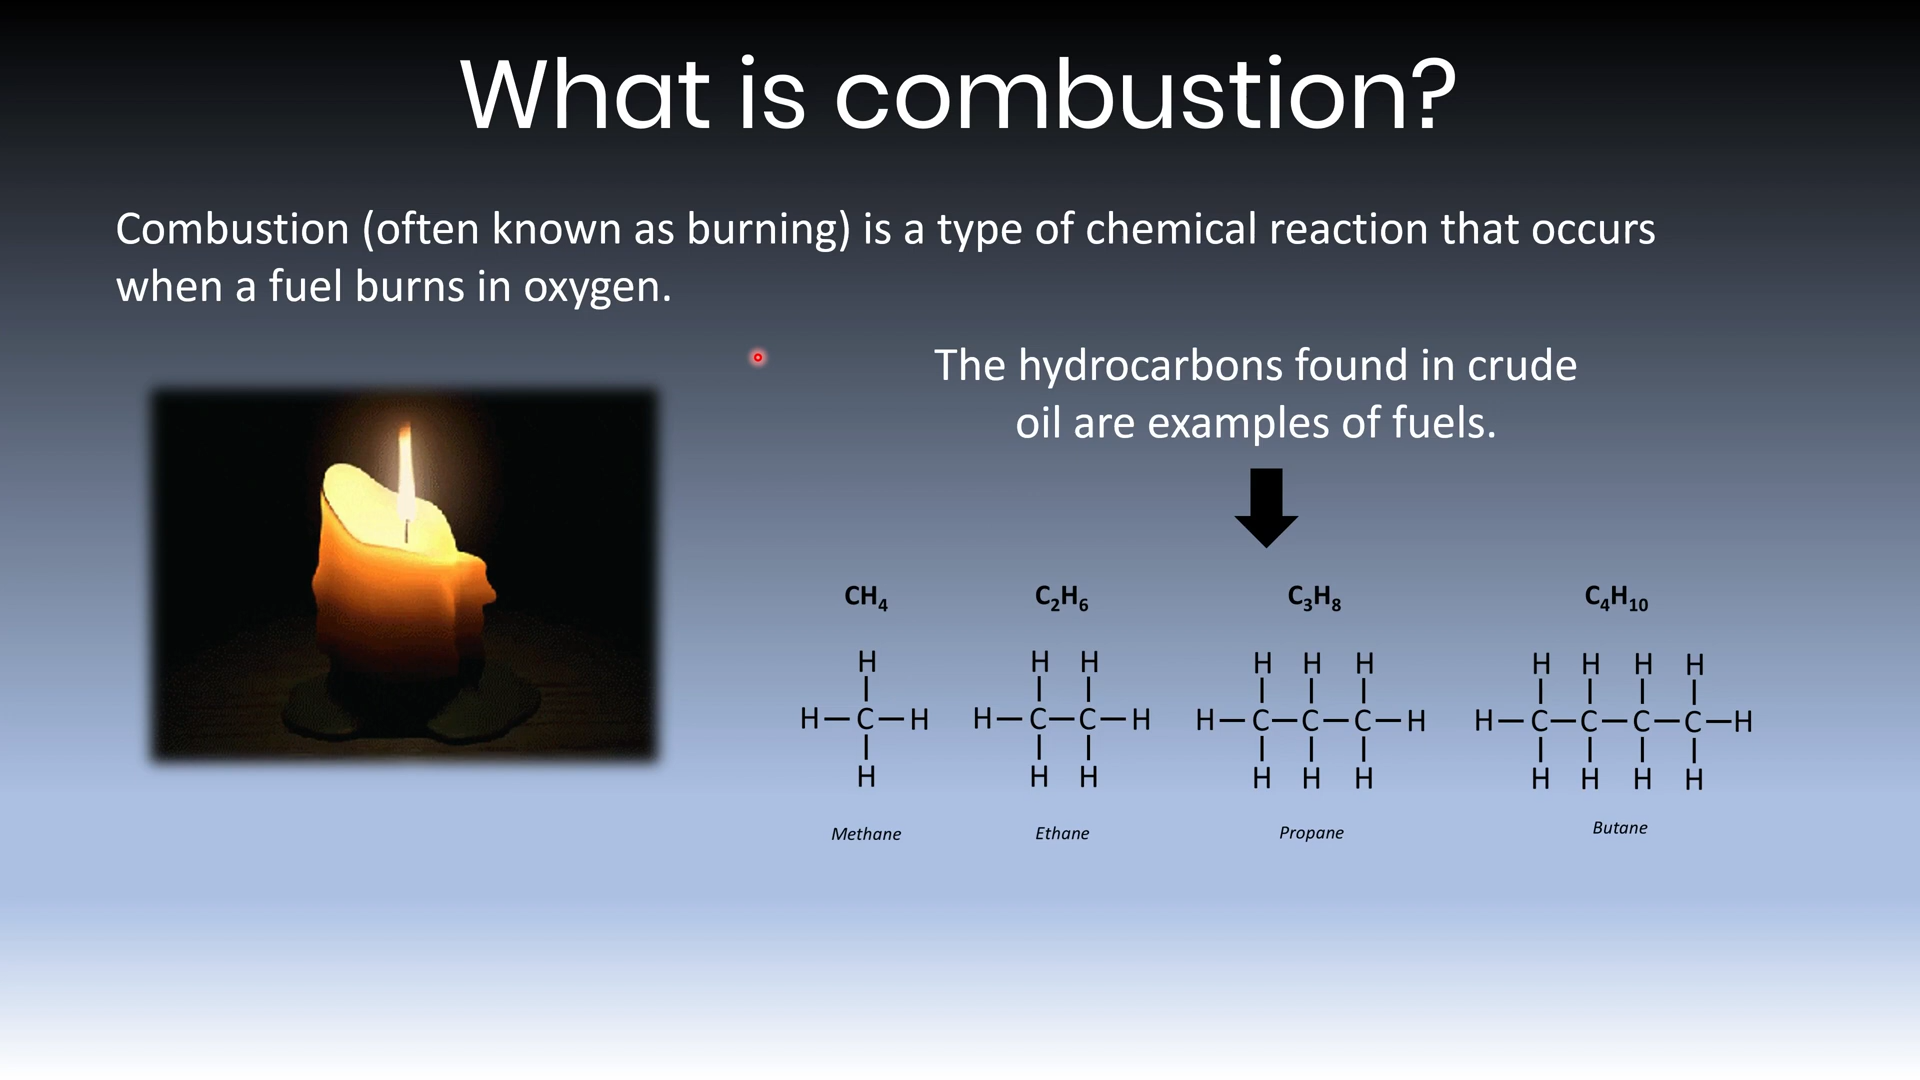 What is combustion?
Combustion (often known as burning) is a type of chemical reaction that occurs
when a fuel burns in oxygen.
The hydrocarbons found in crude
oil are examples of fuels.
CH₄ C₂H₆ C₃H₈ C₄H₁₀
H H H H H H H H H H
H C H H C C H H C C C H H C C C C H
H H H H H H H H H H
Methane Ethane Propane Butane